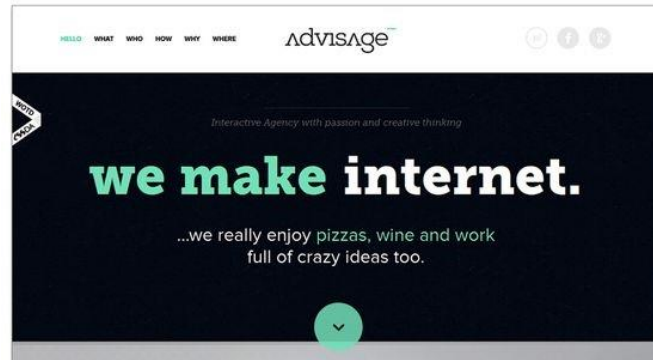 HELLO WHAT WHO HOW WHY WHERE
Advisage
WOTD
Interactive Agency with passion and creative thinking
we make internet.
...we really enjoy pizzas, wine and work
full of crazy ideas too.